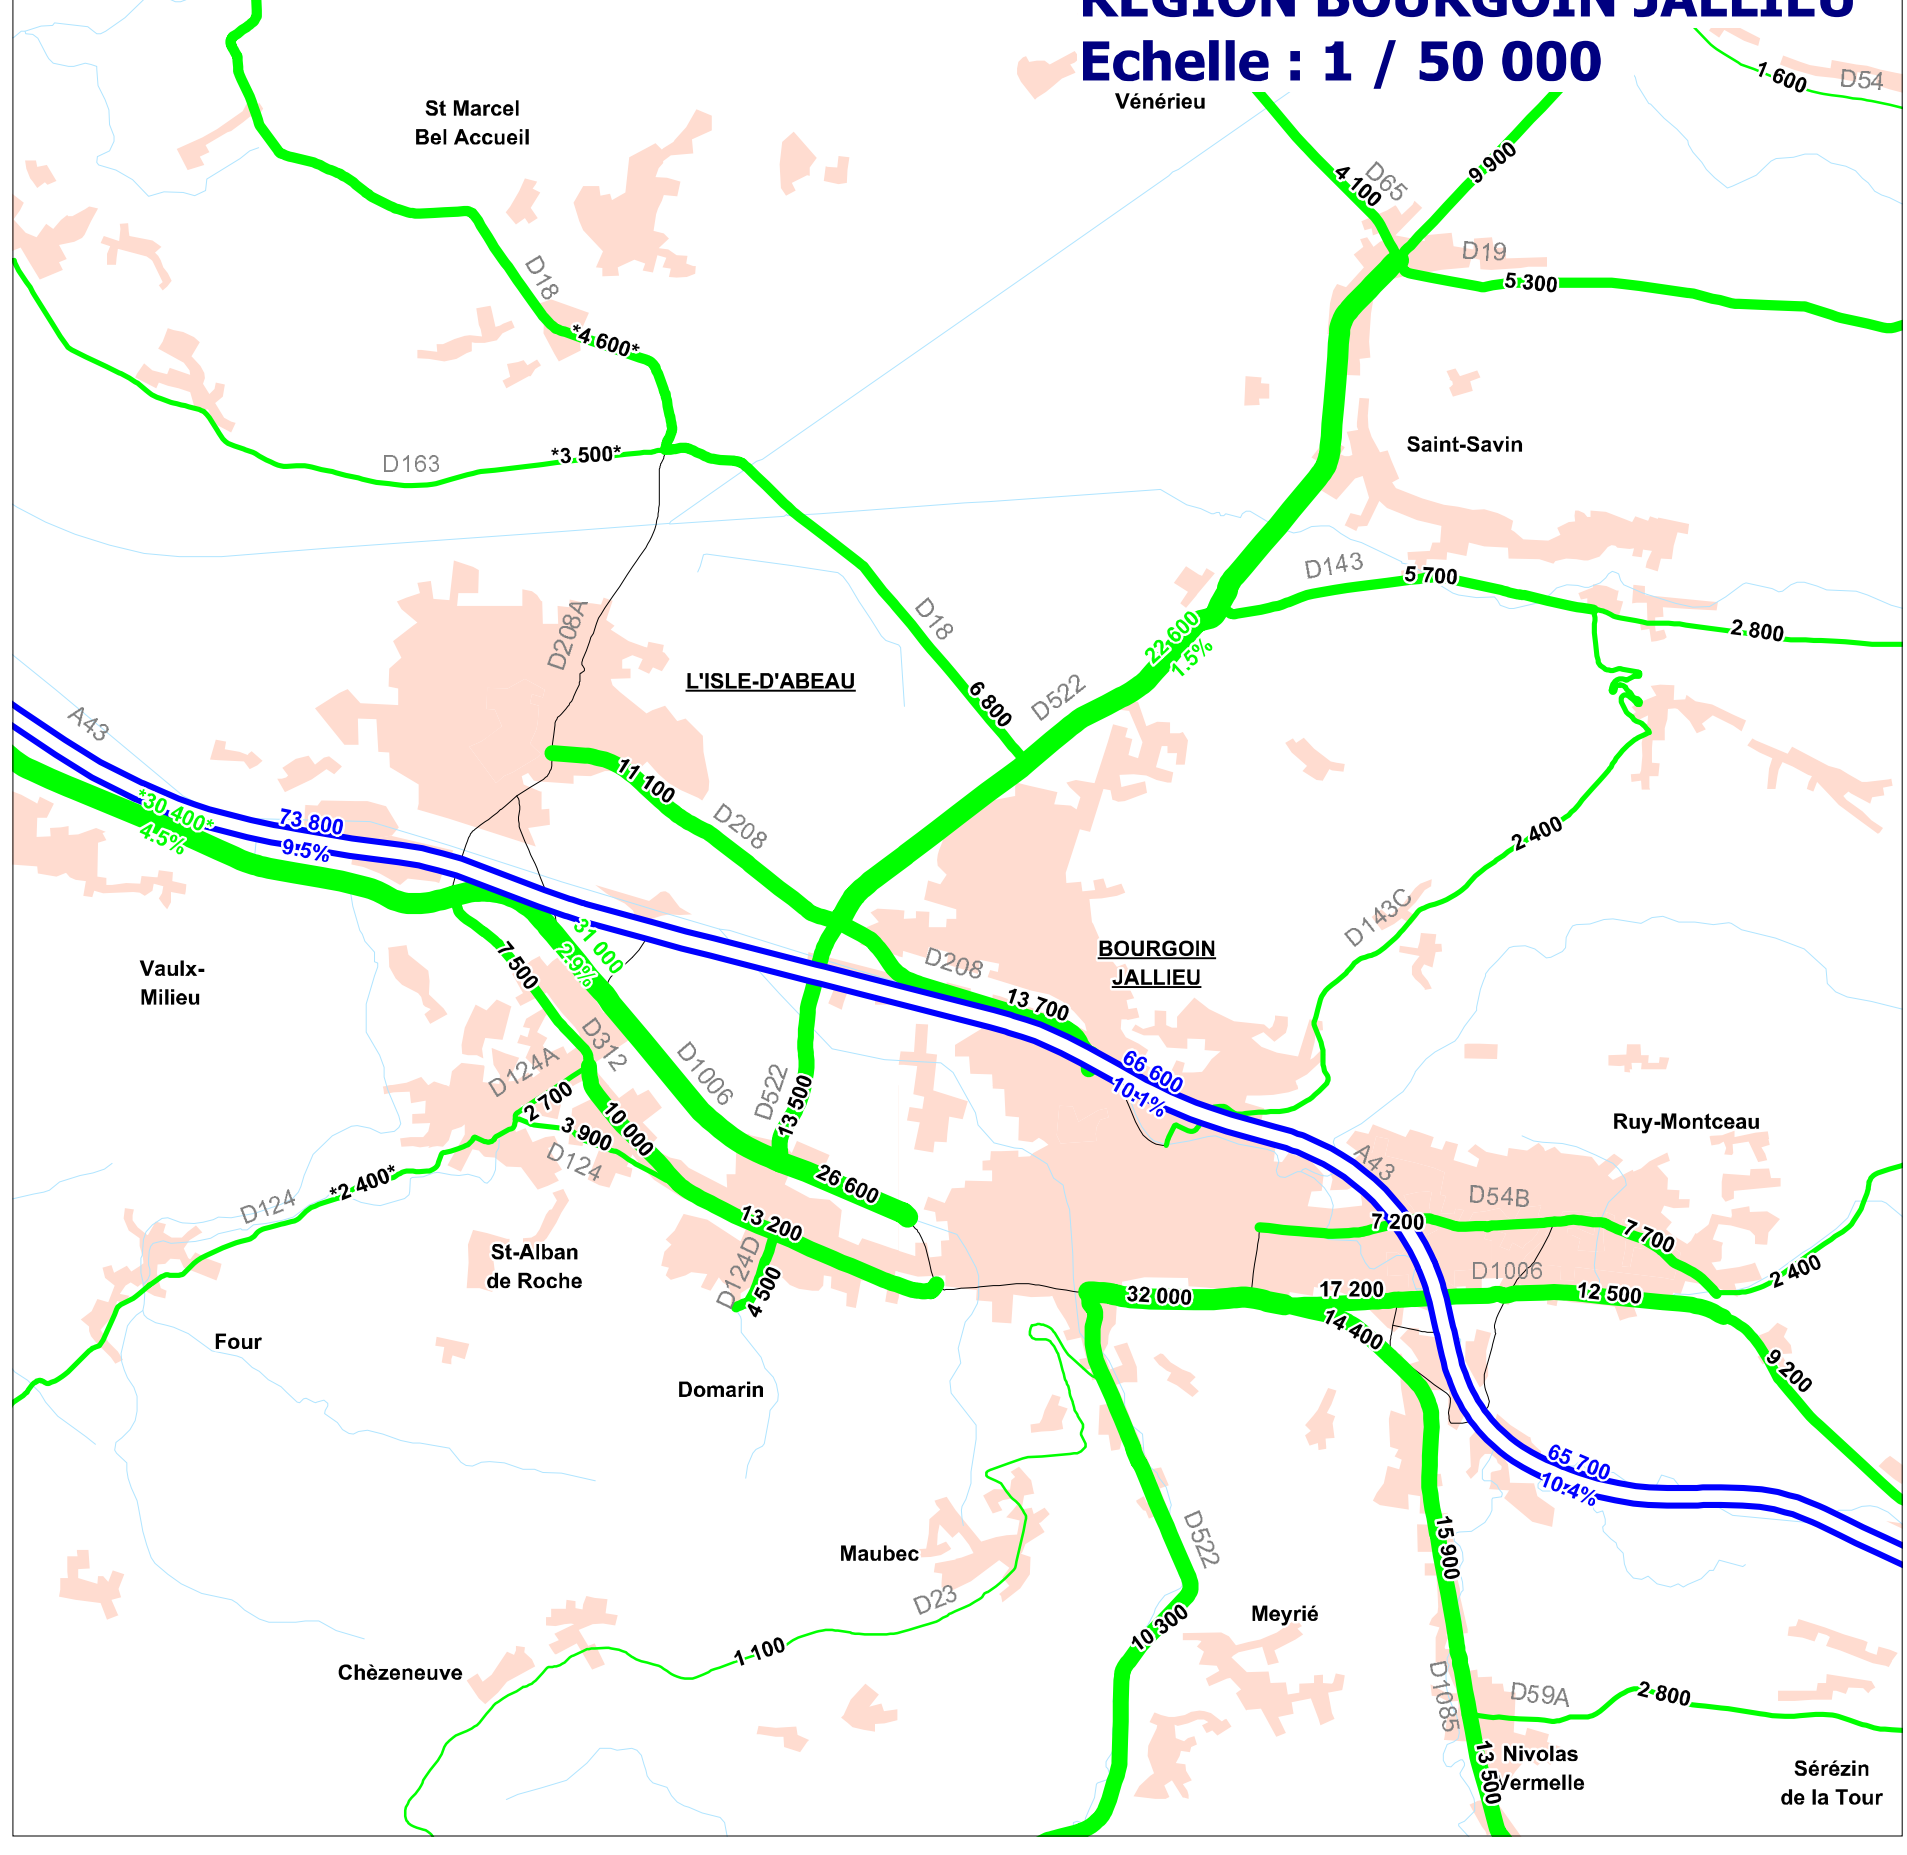 REGION BOURGOIN JALLIEU
Echelle : 1 / 50 000
1 600
D54
St Marcel
Bel Accueil
Vénérieu
4 100
D65
9 900
D19
5 300
D18
*4 600*
D163
*3 500*
Saint-Savin
D143
5 700
2 800
D208A
L'ISLE-D'ABEAU
D18
6 800
22 600
1.5%
D522
A43
11 100
D208
*30 400*
4.5%
73 800
9.5%
2 400
D143C
31 000
2.9%
7 500
Vaulx-
Milieu
D208
13 700
BOURGOIN
JALLIEU
D312
D124A
2 700
D1006
D522
13 500
66 600
10.1%
10 000
3 900
D124
Ruy-Montceau
A43
D124
*2 400*
26 600
D54B
7 200
7 700
13 200
St-Alban
de Roche
D124D
4 500
D1006
2 400
32 000
17 200
12 500
14 400
Four
Domarin
9 200
65 700
10.4%
15 900
D522
Maubec
D23
10 300
Meyrié
1 100
Chèzeneuve
D1085
D59A
2 800
13 500
Nivolas
Vermelle
Sérézin
de la Tour